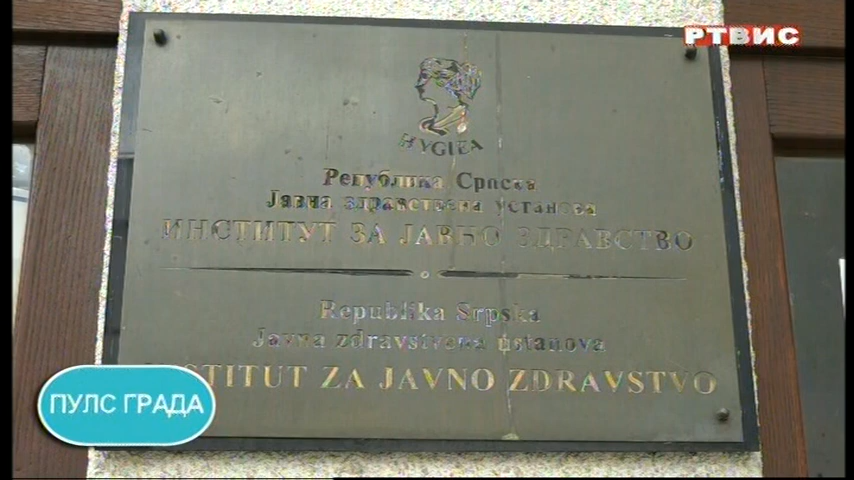 РТВИС
HYGIEA
Република Српска
Јавна здравствена установа
ИНСТИТУТ ЗА ЈАВНО ЗДРАВСТВО
Republika Srpska
Javna zdravstvena ustanova
STITUT ZA JAVNO ZDRAVSTVO
ПУЛС ГРАДА